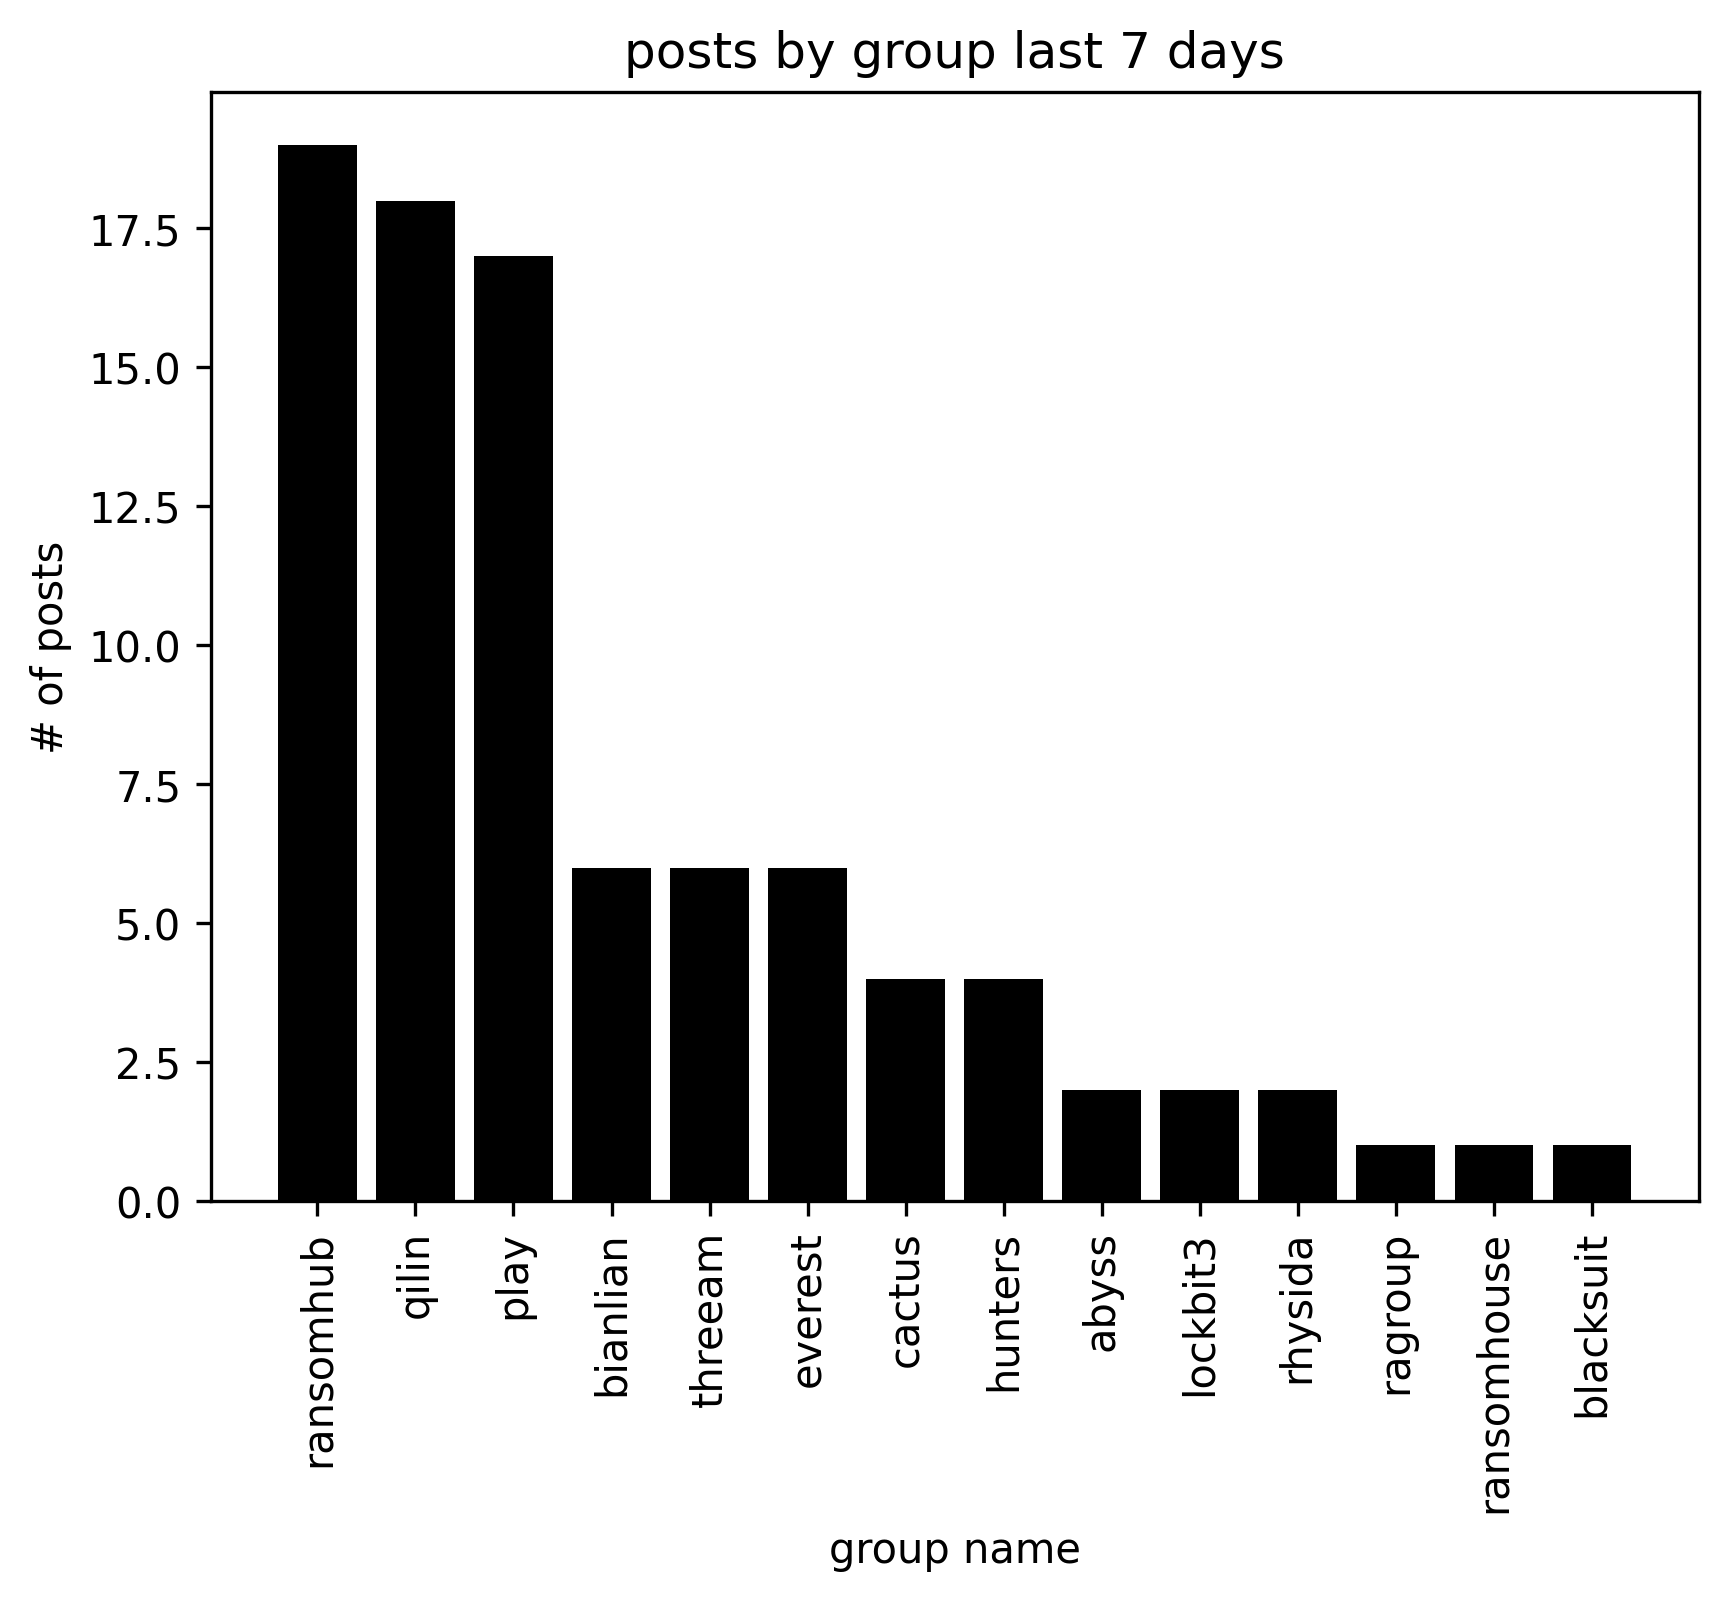 posts by group last 7 days
# of posts
17.5
15.0
12.5
10.0
7.5
5.0
2.5
0.0
ransomhub
qilin
play
bianlian
threeam
everest
cactus
hunters
abyss
lockbit3
rhysida
ragroup
ransomhouse
blacksuit
group name